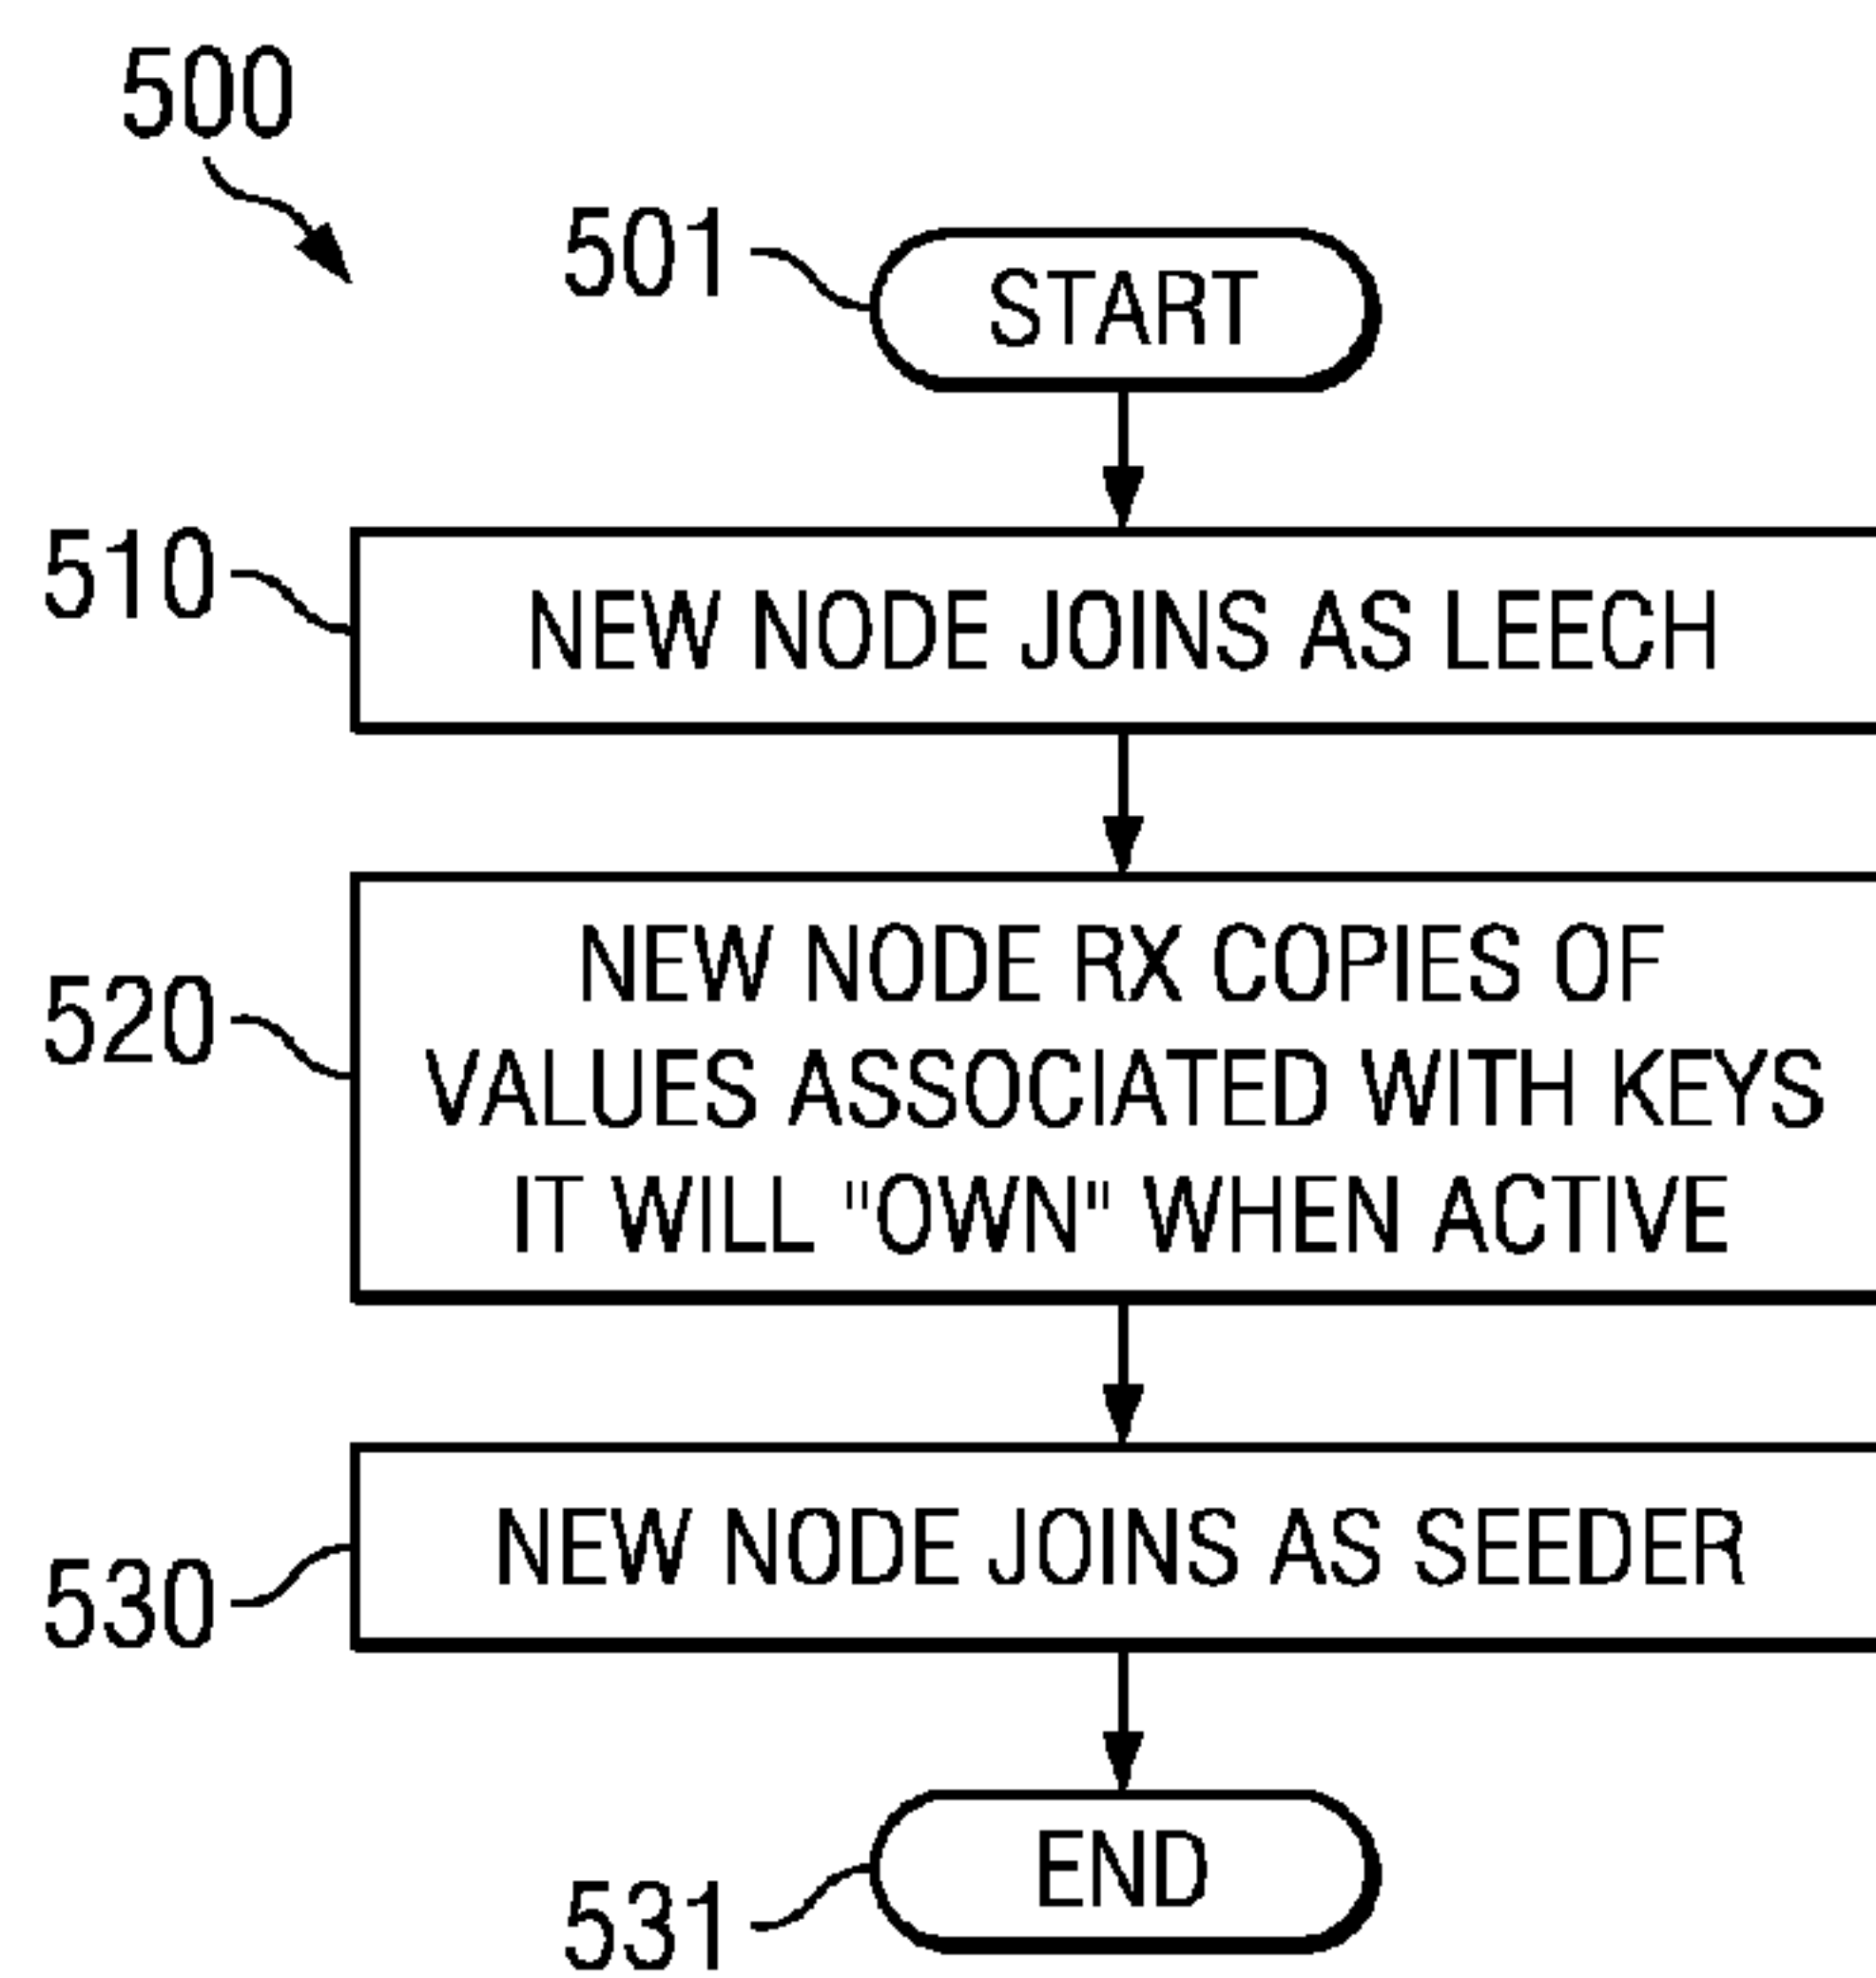 500
501
START
510
NEW NODE JOINS AS LEECH
520
NEW NODE RX COPIES OF
VALUES ASSOCIATED WITH KEYS
IT WILL "OWN" WHEN ACTIVE
530
NEW NODE JOINS AS SEEDER
END
531